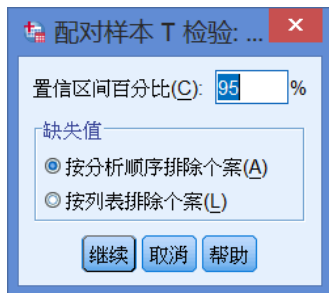 配对样本 T 检验: ...
置信区间百分比(C): 95 %
缺失值
按分析顺序排除个案(A)
按列表排除个案(L)
继续 取消 帮助